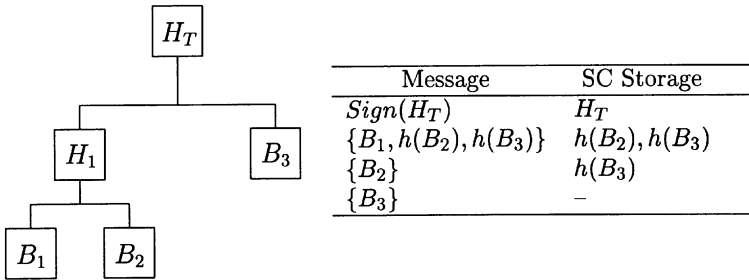 H_T
H_1
B_3
B_1
B_2
Message SC Storage
Sign(H_T) H_T
{B_1, h(B_2), h(B_3)} h(B_2), h(B_3)
{B_2} h(B_3)
{B_3} –